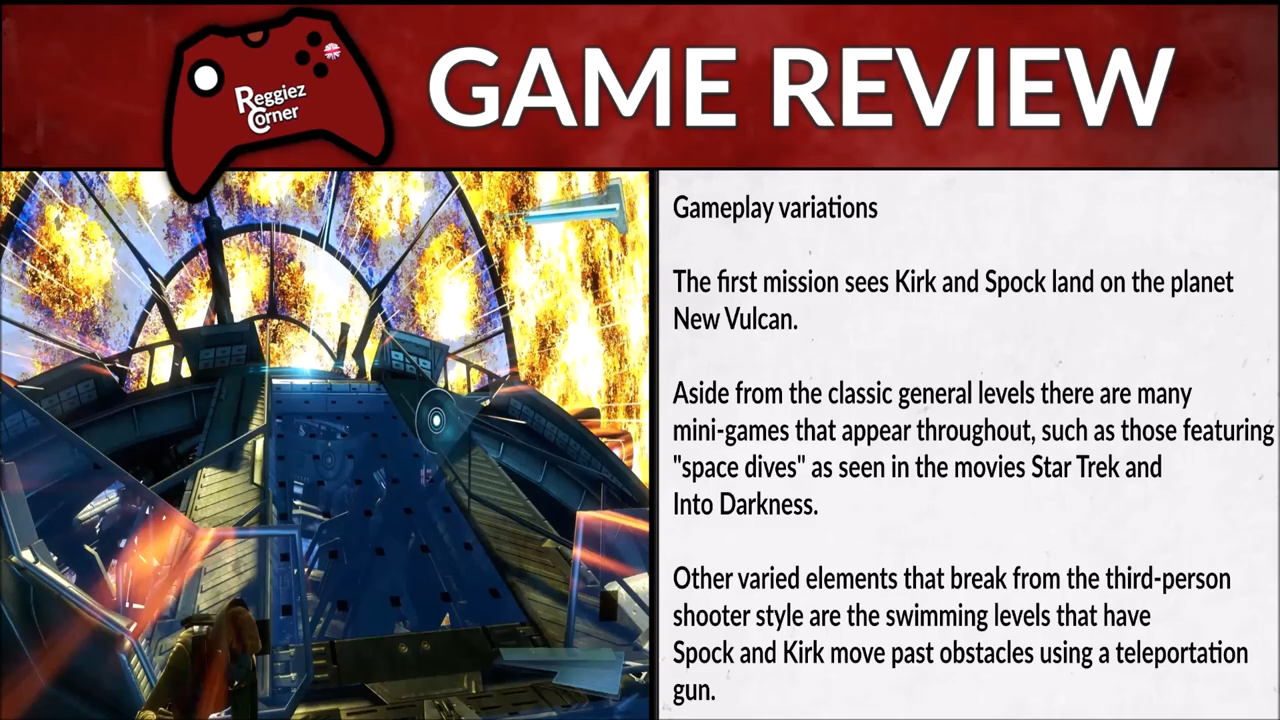 Reggiez
Corner
GAME REVIEW
Gameplay variations
The first mission sees Kirk and Spock land on the planet
New Vulcan.
Aside from the classic general levels there are many
mini-games that appear throughout, such as those featuring
"space dives" as seen in the movies Star Trek and
Into Darkness.
Other varied elements that break from the third-person
shooter style are the swimming levels that have
Spock and Kirk move past obstacles using a teleportation
gun.